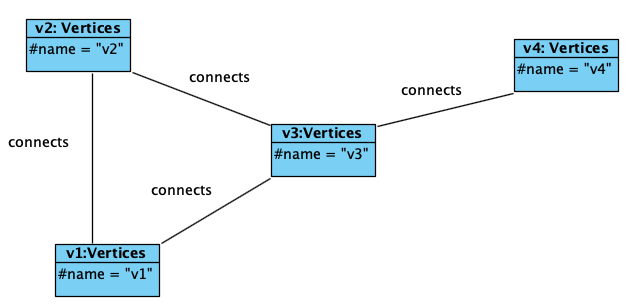 v2: Vertices
#name = "v2"
v4: Vertices
#name = "v4"
connects
connects
v3:Vertices
#name = "v3"
connects
connects
v1:Vertices
#name = "v1"